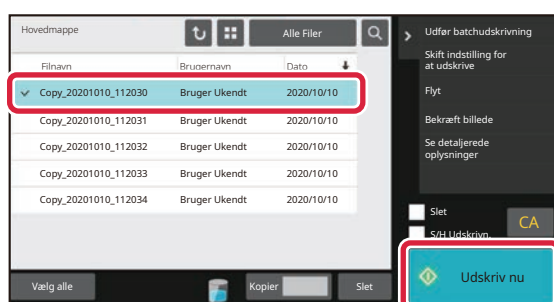 Hovedmappe
Alle Filer
Filnavn Brugernavn Dato
Copy_20201010_112030 Bruger Ukendt 2020/10/10
Copy_20201010_112031 Bruger Ukendt 2020/10/10
Copy_20201010_112032 Bruger Ukendt 2020/10/10
Copy_20201010_112033 Bruger Ukendt 2020/10/10
Copy_20201010_112034 Bruger Ukendt 2020/10/10
Vælg alle
Kopier
Slet
Udfør batchudskrivning
Skift indstilling for
at udskrive
Flyt
Bekræft billede
Se detaljerede
oplysninger
Slet
S/H Udskrivn.
CA
Udskriv nu